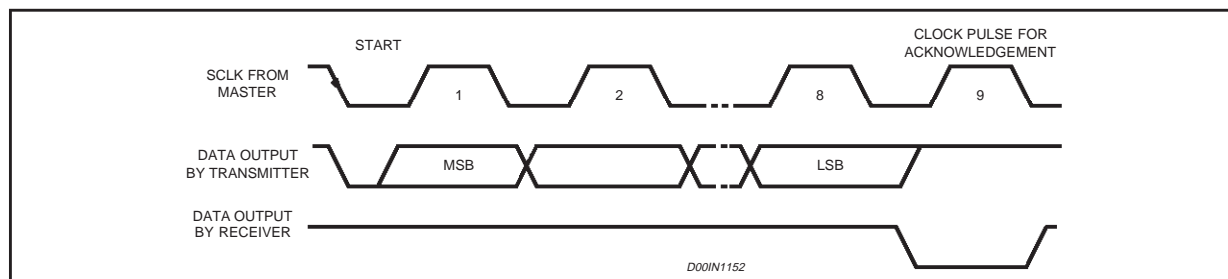 START
CLOCK PULSE FOR
ACKNOWLEDGEMENT
SCLK FROM
MASTER
1
2
8
9
DATA OUTPUT
BY TRANSMITTER
MSB
LSB
DATA OUTPUT
BY RECEIVER
D00IN1152